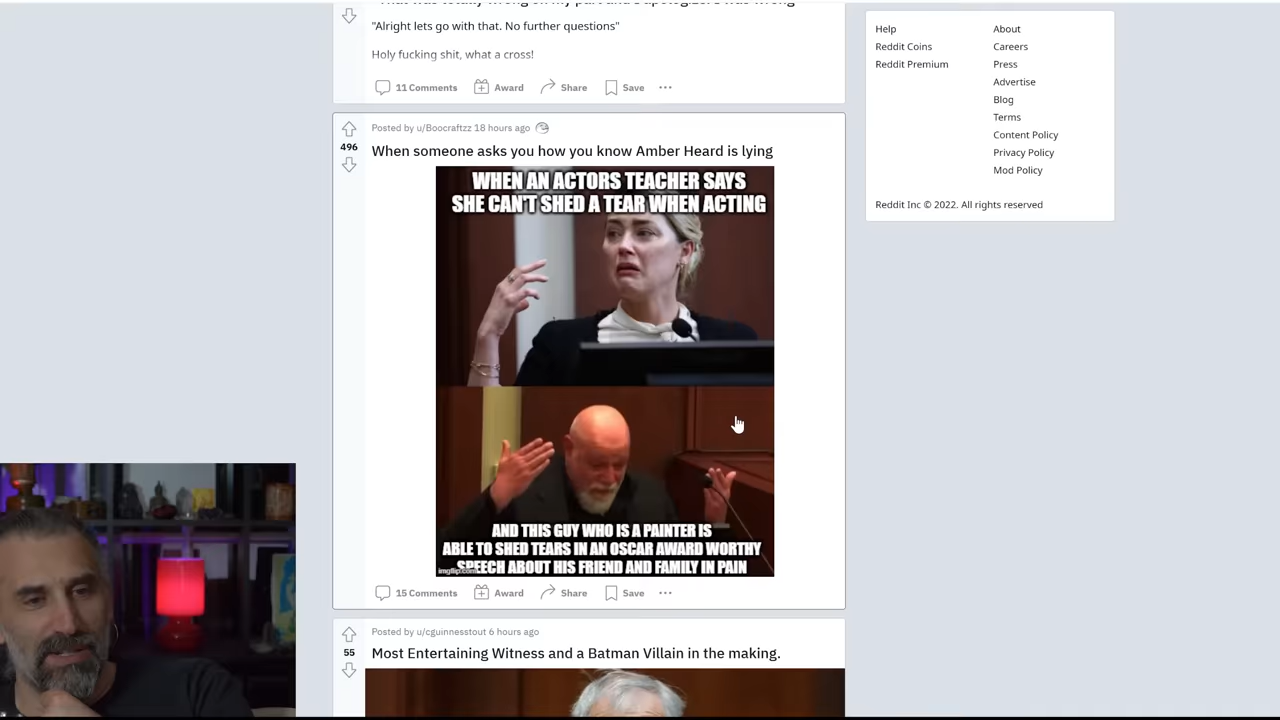 "Alright lets go with that. No further questions"
Holy fucking shit, what a cross!
11 Comments Award Share Save
Posted by u/Boocraftzz 18 hours ago
496
When someone asks you how you know Amber Heard is lying
WHEN AN ACTORS TEACHER SAYS
SHE CAN'T SHED A TEAR WHEN ACTING
AND THIS GUY WHO IS A PAINTER IS
ABLE TO SHED TEARS IN AN OSCAR AWARD WORTHY
SPEECH ABOUT HIS FRIEND AND FAMILY IN PAIN
imgflip.com
15 Comments Award Share Save
Posted by u/cguinnesstout 6 hours ago
55
Most Entertaining Witness and a Batman Villain in the making.
Help About
Reddit Coins Careers
Reddit Premium Press
Advertise
Blog
Terms
Content Policy
Privacy Policy
Mod Policy
Reddit Inc © 2022. All rights reserved